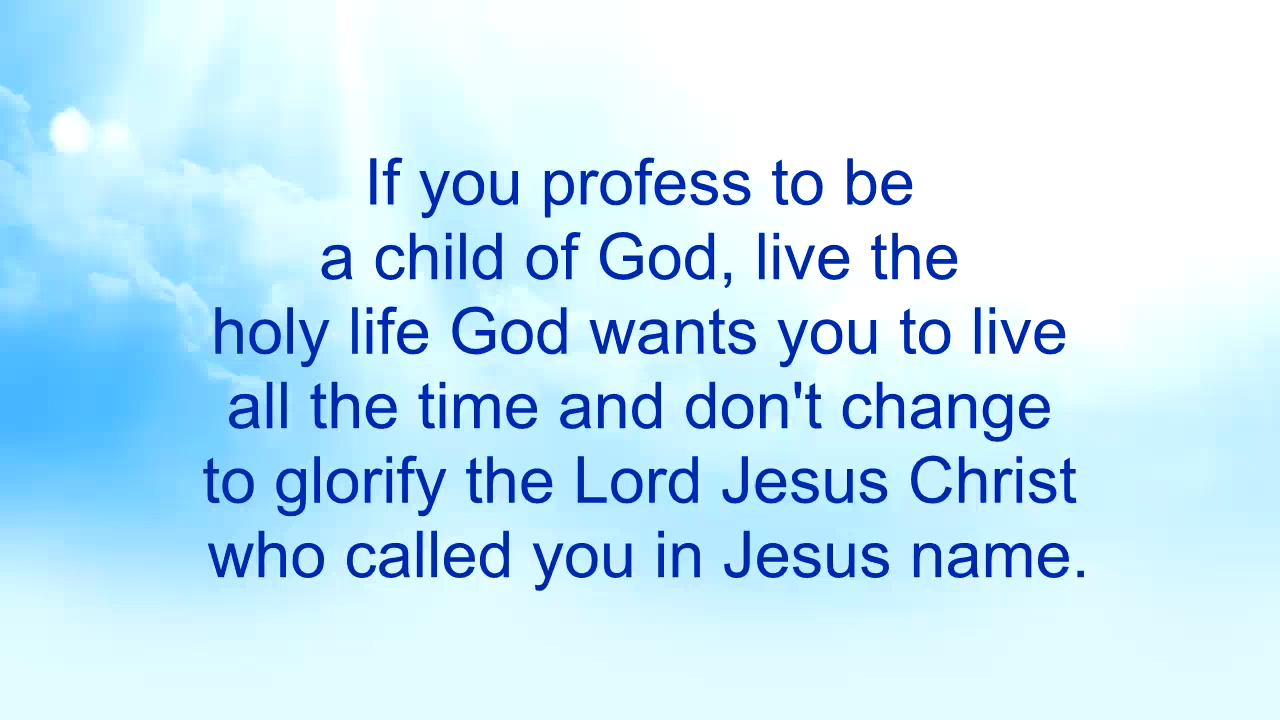 If you profess to be
a child of God, live the
holy life God wants you to live
all the time and don't change
to glorify the Lord Jesus Christ
who called you in Jesus name.